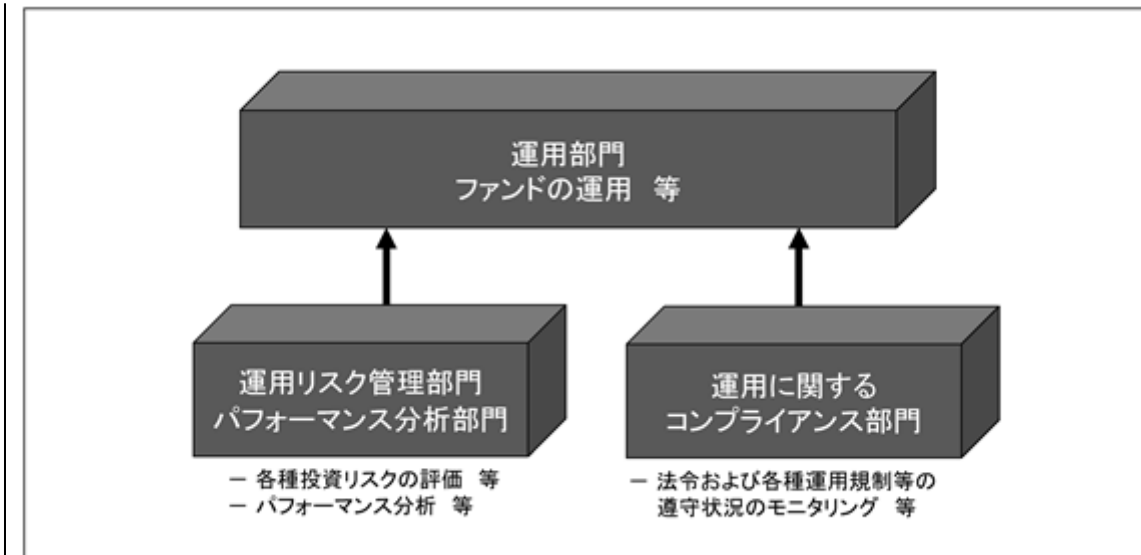 運用部門
ファンドの運用 等
運用リスク管理部門
パフォーマンス分析部門
－ 各種投資リスクの評価 等
－ パフォーマンス分析 等
運用に関する
コンプライアンス部門
－ 法令および各種運用規制等の
遵守状況のモニタリング 等